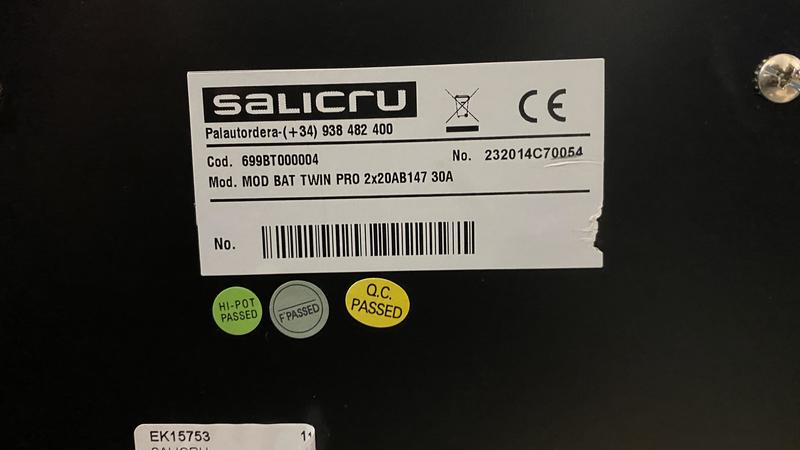 SALICRU
Palautordera-(+34) 938 482 400
Cod. 699BT000004
No. 232014C70054
Mod. MOD BAT TWIN PRO 2x20AB147 30A
No.
HI-POT
PASSED
F PASSED
Q.C.
PASSED
EK15753
SALICRU